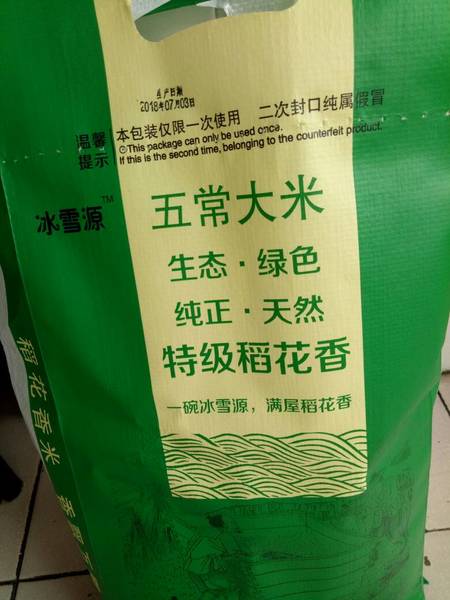 生产日期
2018年07月03日
温馨
提示
本包装仅限一次使用 二次封口纯属假冒
⊙This package can only be used once.
If this is the second time, belonging to the counterfeit product.
冰雪源™
五常大米
生态·绿色
纯正·天然
特级稻花香
一碗冰雪源，满屋稻花香
稻花香米